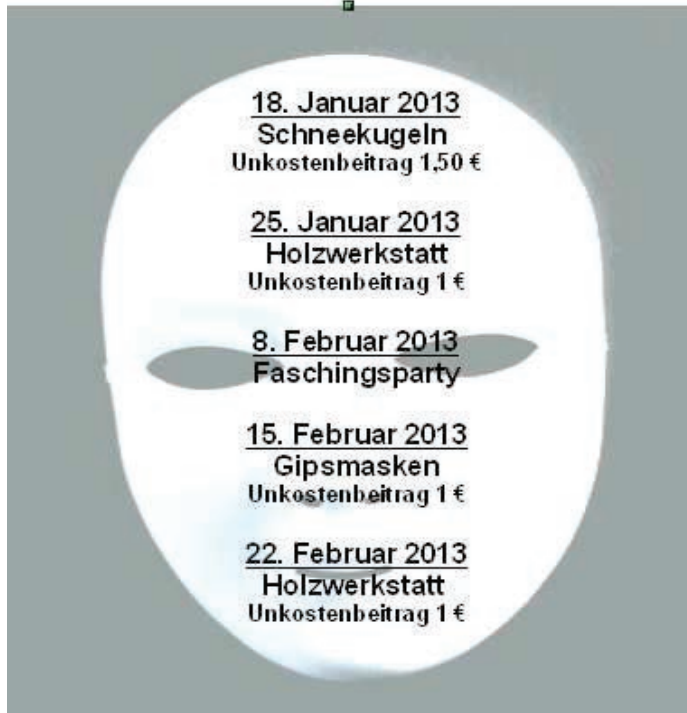 18. Januar 2013
Schneekugeln
Unkostenbeitrag 1,50 €
25. Januar 2013
Holzwerkstatt
Unkostenbeitrag 1 €
8. Februar 2013
Faschingsparty
15. Februar 2013
Gipsmasken
Unkostenbeitrag 1 €
22. Februar 2013
Holzwerkstatt
Unkostenbeitrag 1 €